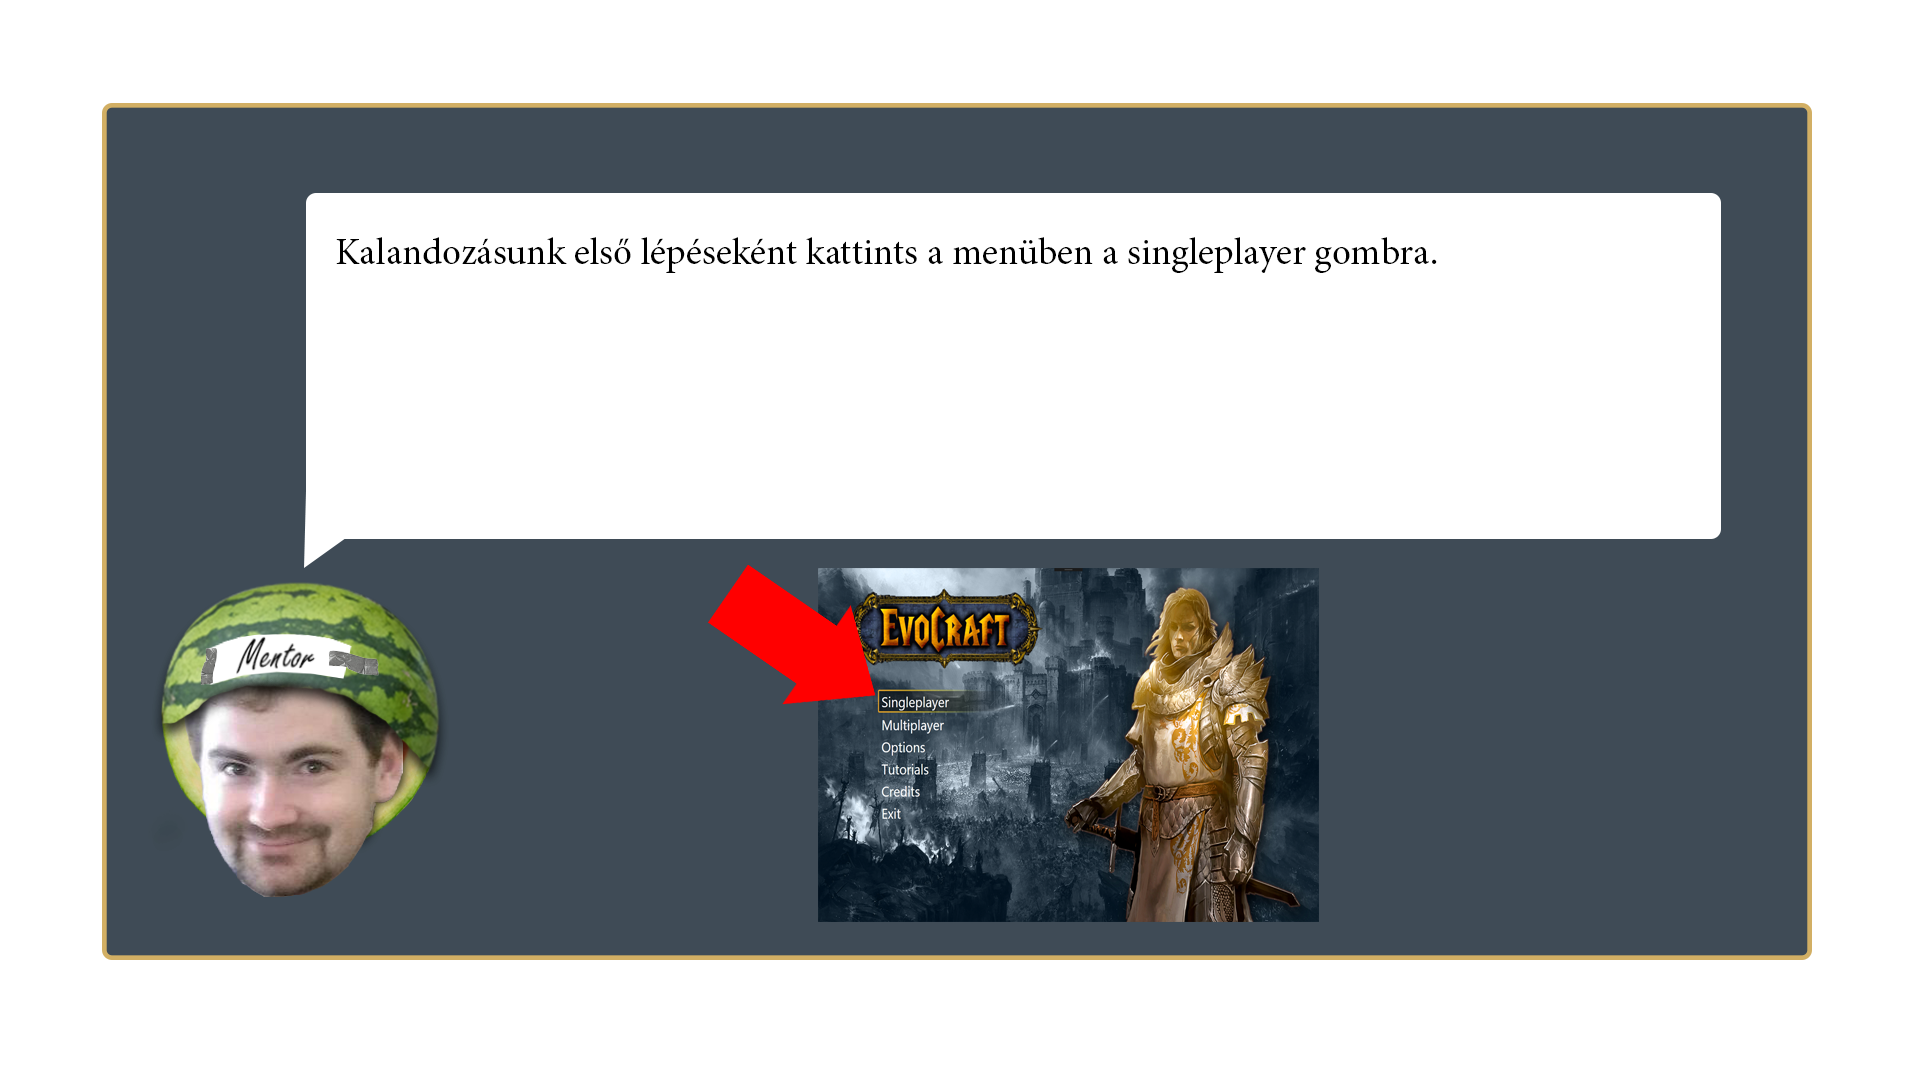 Kalandozásunk első lépéseként kattints a menüben a singleplayer gombra.
Mentor
EVOCRAFT
Singleplayer
Multiplayer
Options
Tutorials
Credits
Exit